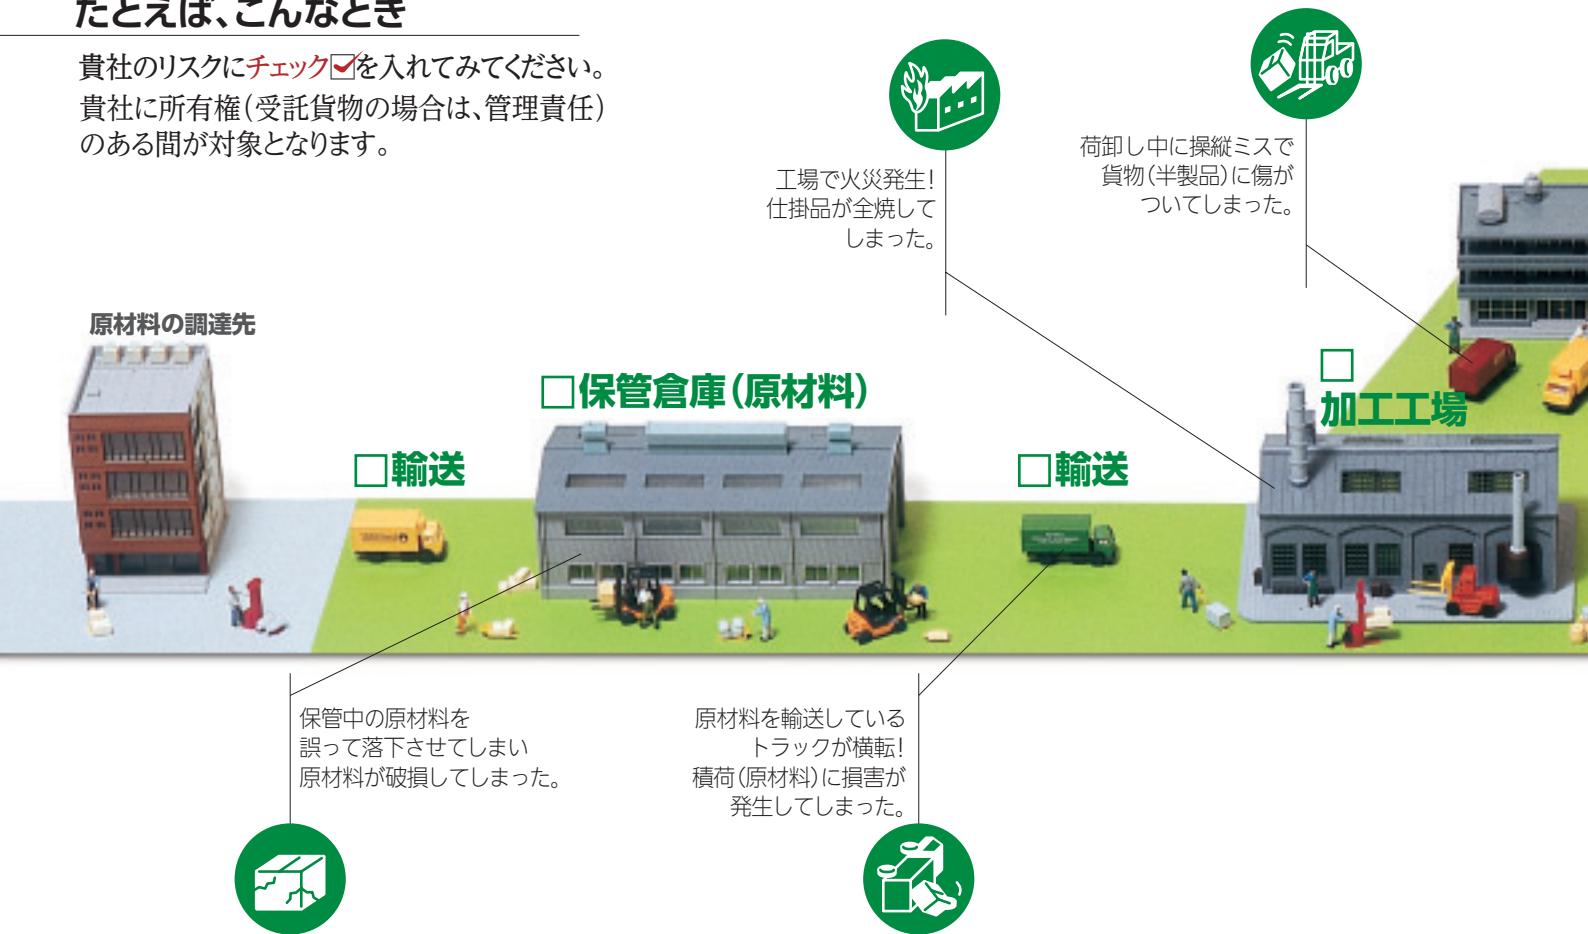 たとえば、こんなとき
貴社のリスクにチェック☑を入れてみてください。
貴社に所有権(受託貨物の場合は、管理責任)
のある間が対象となります。
工場で火災発生!
仕掛品が全焼して
しまった。
荷卸し中に操縦ミスで
貨物(半製品)に傷が
ついてしまった。
原材料の調達先
□輸送
□保管倉庫(原材料)
□輸送
□
加工工場
保管中の原材料を
誤って落下させてしまい
原材料が破損してしまった。
原材料を輸送している
トラックが横転!
積荷(原材料)に損害が
発生してしまった。